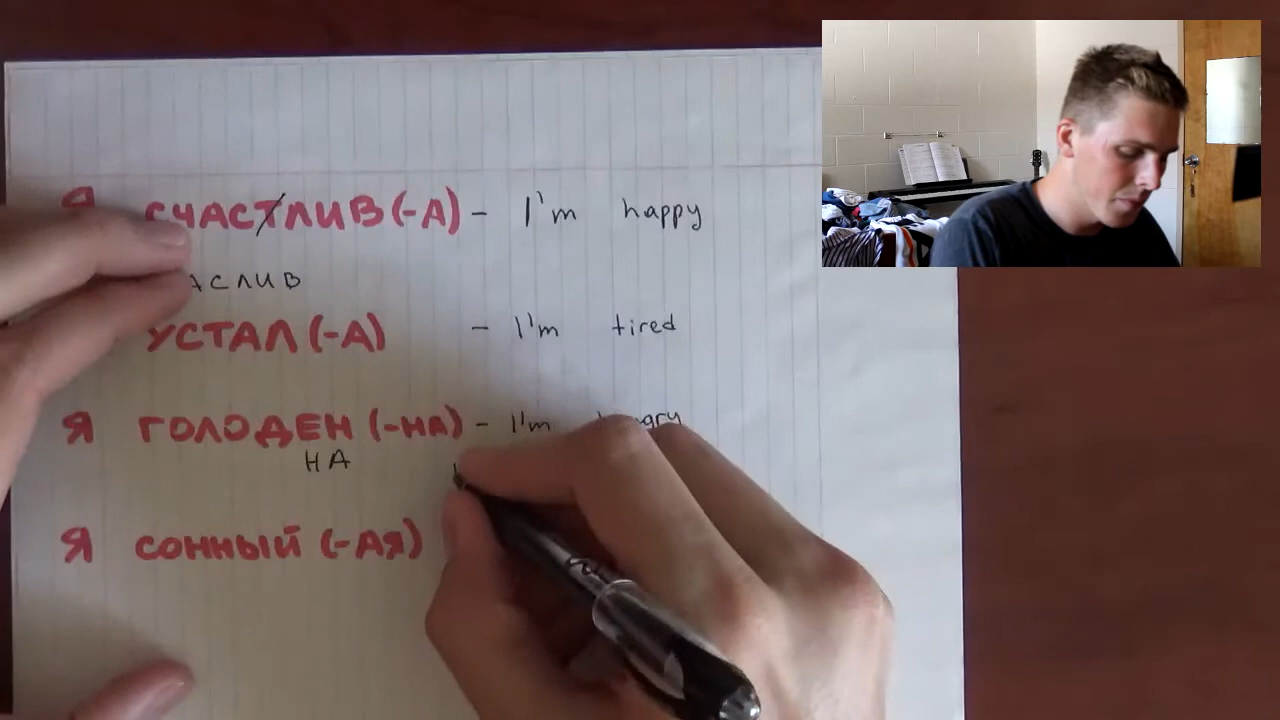 Я СЧАСТЛИВ (-А) - I'm happy
АСЛИВ
УСТАЛ (-А) - I'm tired
Я ГОЛОДЕН (-НА) - I'm
НА
Я СОННЫЙ (-АЯ)